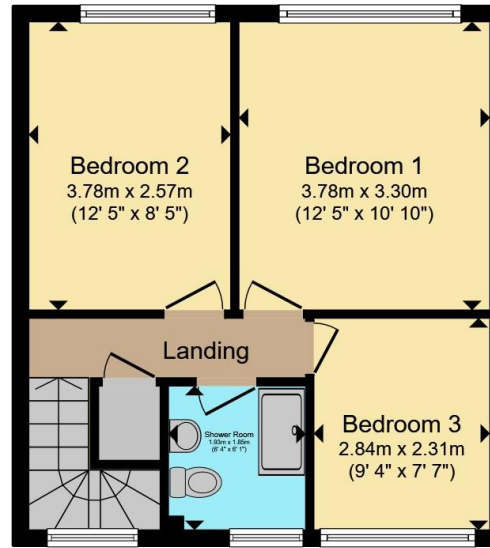 Bedroom 2
3.78m x 2.57m
(12' 5" x 8' 5")
Bedroom 1
3.78m x 3.30m
(12' 5" x 10' 10")
Landing
Shower Room
1.93m x 1.85m
(6' 4" x 6' 1")
Bedroom 3
2.84m x 2.31m
(9' 4" x 7' 7")